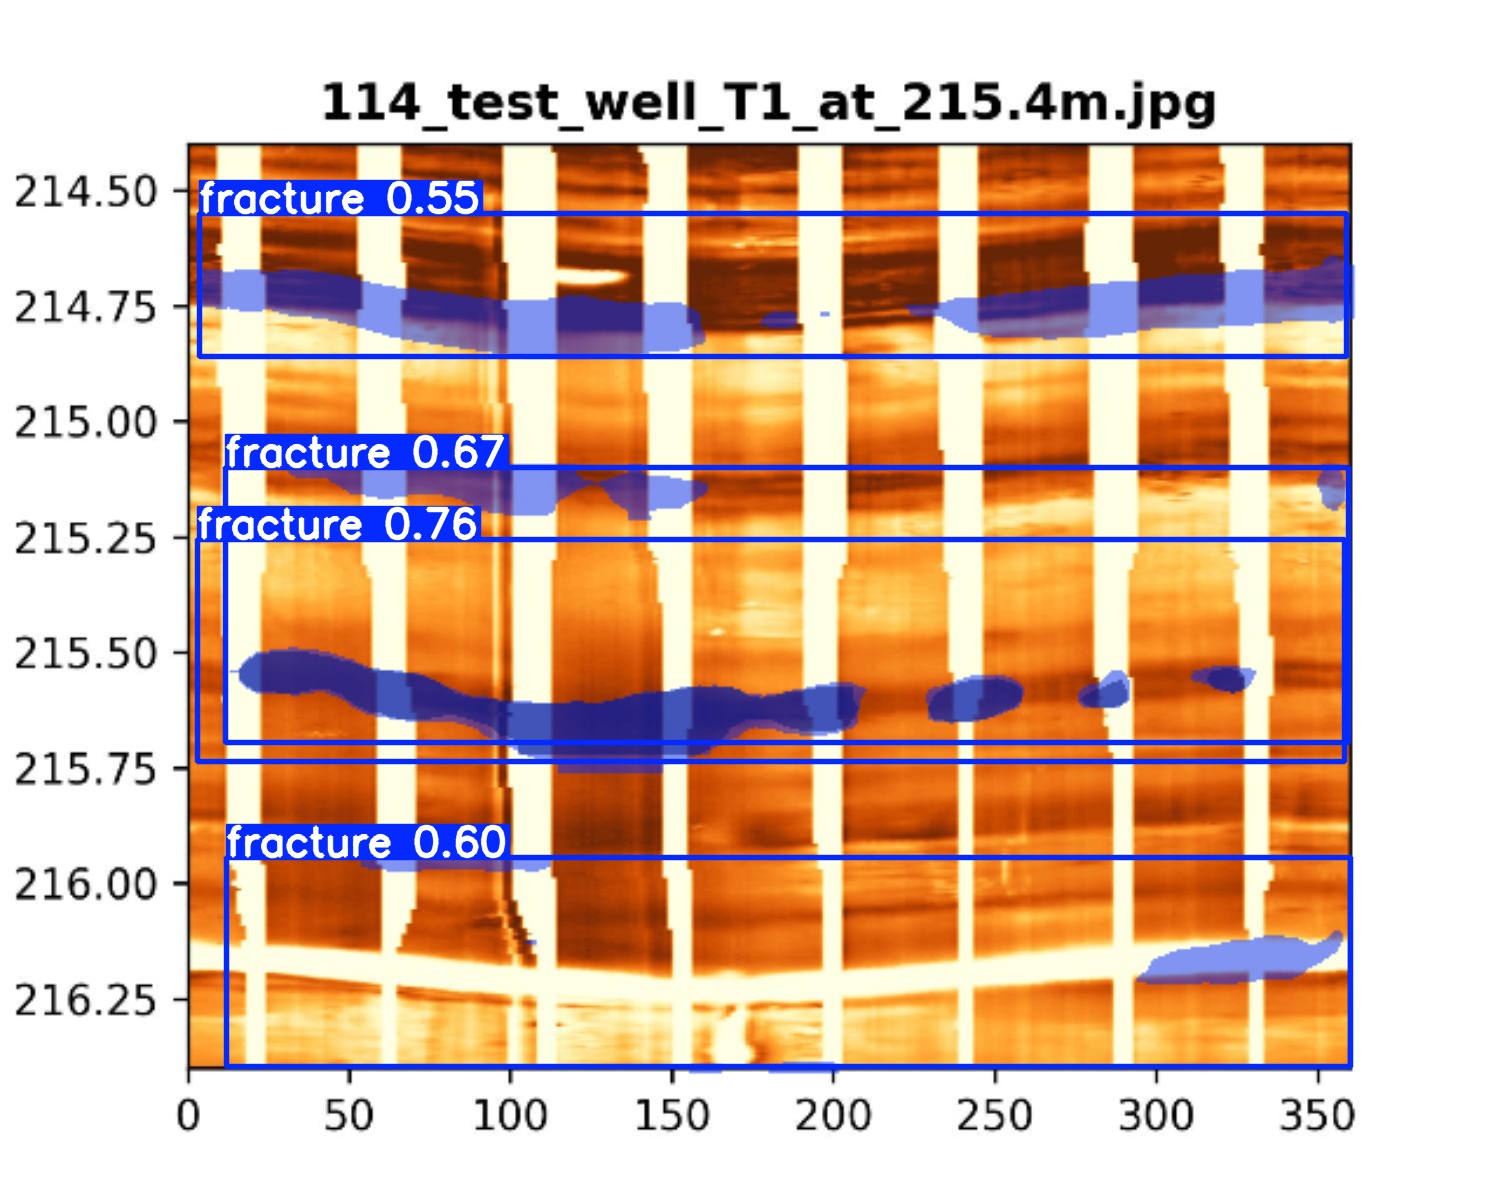 114_test_well_T1_at_215.4m.jpg
214.50
fracture 0.55
214.75
215.00
fracture 0.67
fracture 0.76
215.25
215.50
215.75
fracture 0.60
216.00
216.25
0 50 100 150 200 250 300 350